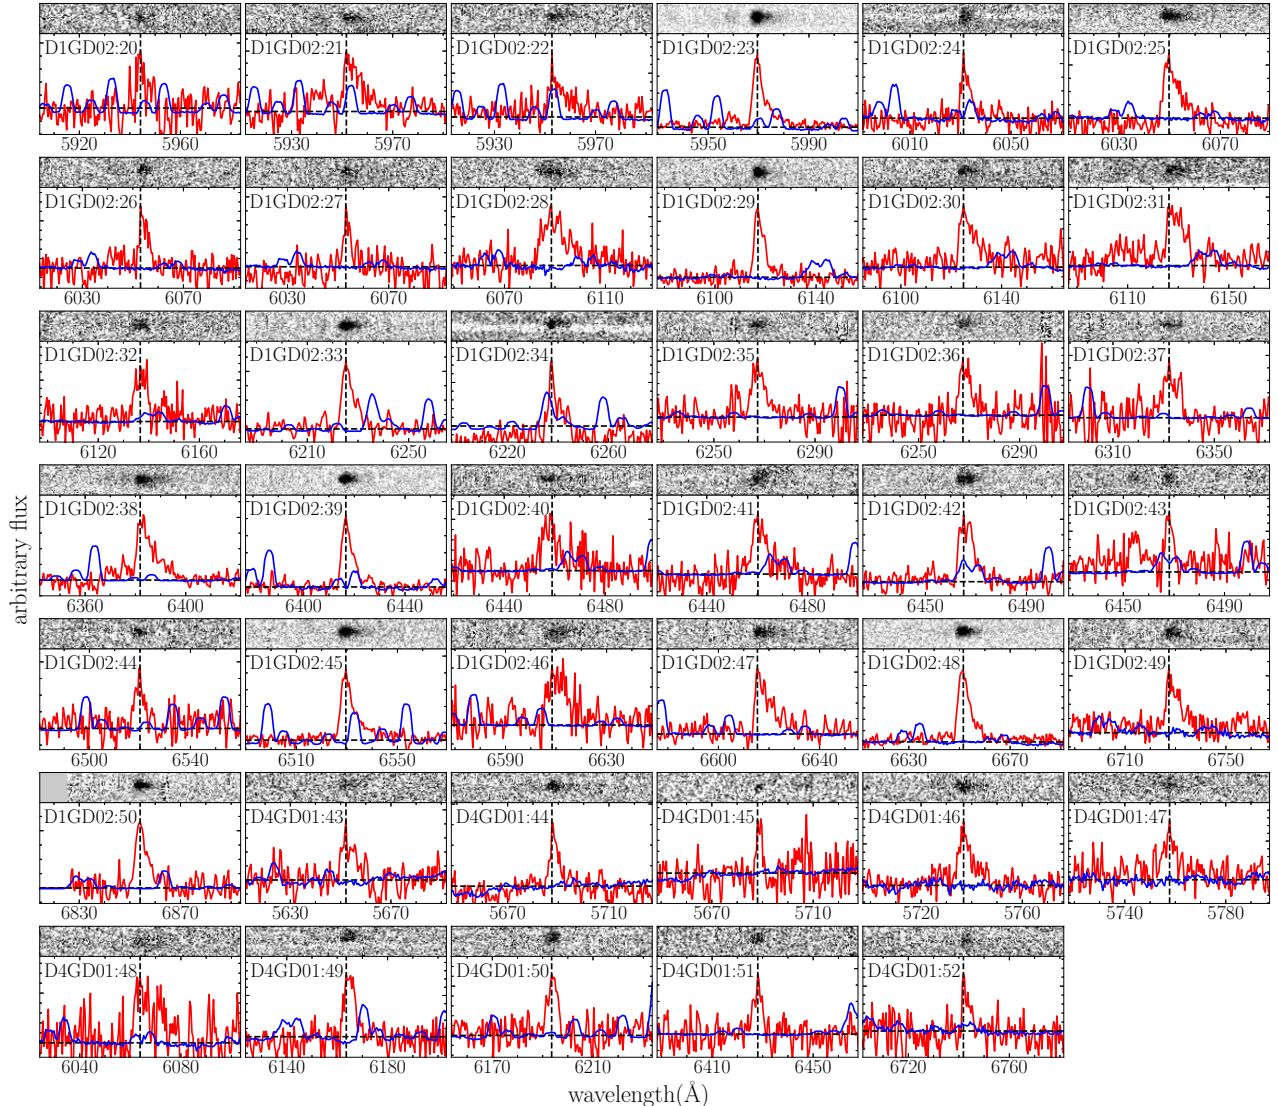 D1GD02:20 D1GD02:21 D1GD02:22 D1GD02:23 D1GD02:24 D1GD02:25
5920 5960 5930 5970 5930 5970 5950 5990 6010 6050 6030 6070
D1GD02:26 D1GD02:27 D1GD02:28 D1GD02:29 D1GD02:30 D1GD02:31
6030 6070 6030 6070 6070 6110 6100 6140 6100 6140 6110 6150
D1GD02:32 D1GD02:33 D1GD02:34 D1GD02:35 D1GD02:36 D1GD02:37
6120 6160 6210 6250 6220 6260 6250 6290 6250 6290 6310 6350
D1GD02:38 D1GD02:39 D1GD02:40 D1GD02:41 D1GD02:42 D1GD02:43
6360 6400 6400 6440 6440 6480 6440 6480 6450 6490 6450 6490
D1GD02:44 D1GD02:45 D1GD02:46 D1GD02:47 D1GD02:48 D1GD02:49
6500 6540 6510 6550 6590 6630 6600 6640 6630 6670 6710 6750
D1GD02:50 D4GD01:43 D4GD01:44 D4GD01:45 D4GD01:46 D4GD01:47
6830 6870 5630 5670 5670 5710 5670 5710 5720 5760 5740 5780
D4GD01:48 D4GD01:49 D4GD01:50 D4GD01:51 D4GD01:52
6040 6080 6140 6180 6170 6210 6410 6450 6720 6760
wavelength(Å)
arbitrary flux